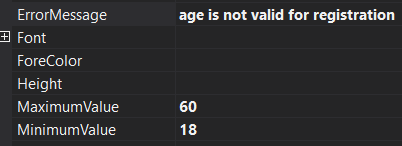 ErrorMessage age is not valid for registration
Font
ForeColor
Height
MaximumValue 60
MinimumValue 18